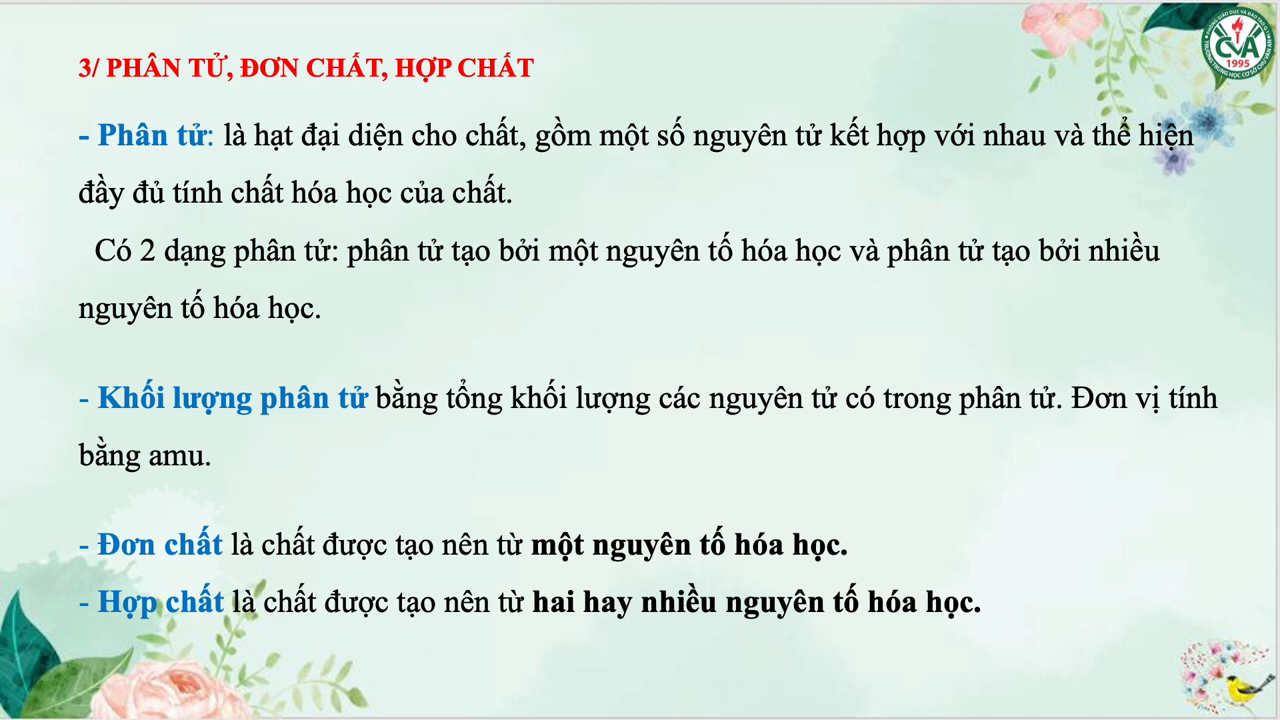 3/ PHÂN TỬ, ĐƠN CHẤT, HỢP CHẤT
- Phân tử: là hạt đại diện cho chất, gồm một số nguyên tử kết hợp với nhau và thể hiện
đầy đủ tính chất hóa học của chất.
Có 2 dạng phân tử: phân tử tạo bởi một nguyên tố hóa học và phân tử tạo bởi nhiều
nguyên tố hóa học.
- Khối lượng phân tử bằng tổng khối lượng các nguyên tử có trong phân tử. Đơn vị tính
bằng amu.
- Đơn chất là chất được tạo nên từ một nguyên tố hóa học.
- Hợp chất là chất được tạo nên từ hai hay nhiều nguyên tố hóa học.
CVA
1995